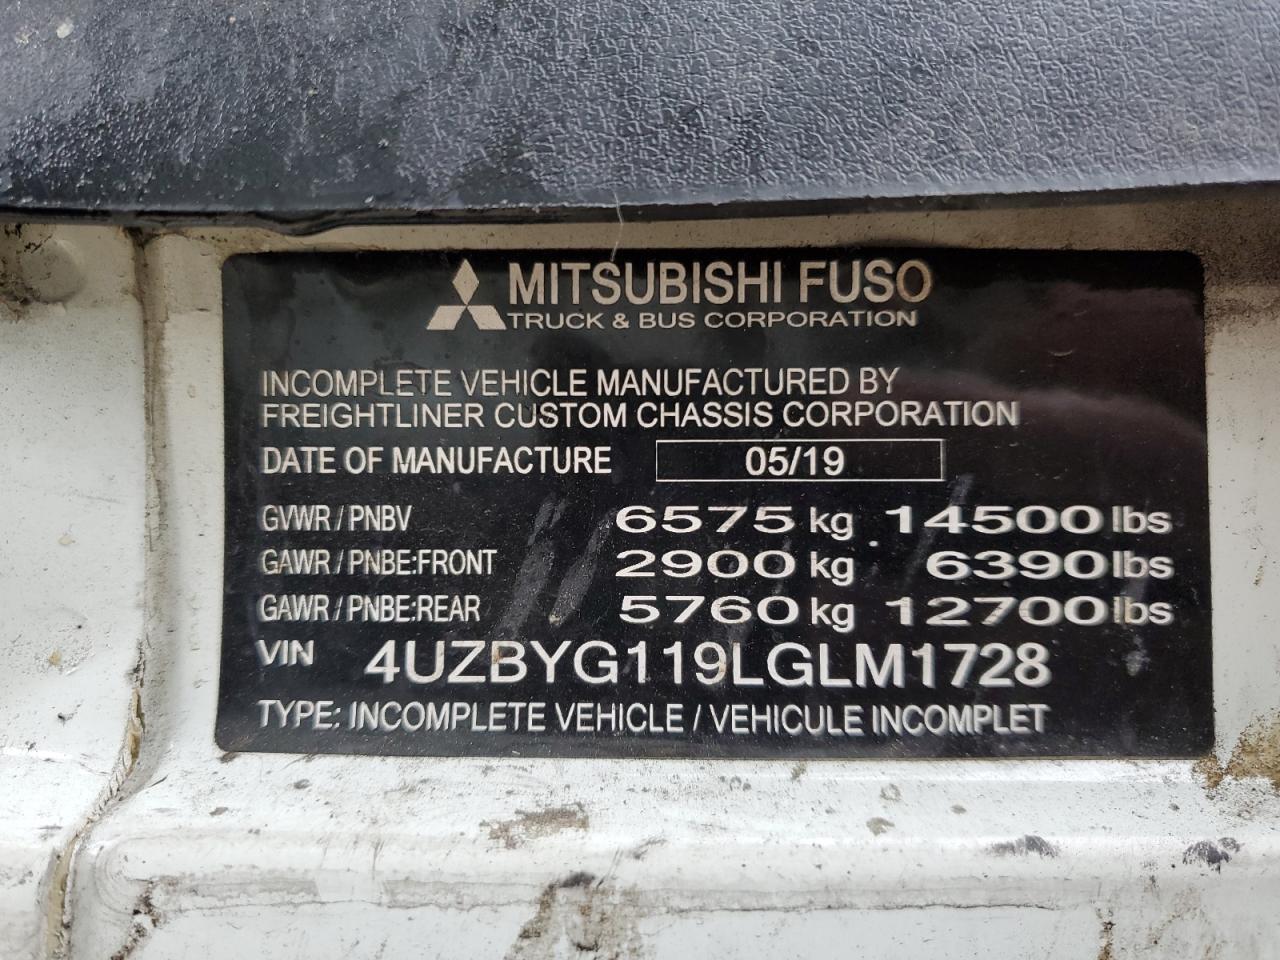 MITSUBISHI FUSO
TRUCK & BUS CORPORATION
INCOMPLETE VEHICLE MANUFACTURED BY
FREIGHTLINER CUSTOM CHASSIS CORPORATION
DATE OF MANUFACTURE 05/19
GVWR / PNBV 6575 kg 14500 lbs
GAWR / PNBE:FRONT 2900 kg 6390 lbs
GAWR / PNBE:REAR 5760 kg 12700 lbs
VIN 4UZBYG119LGLM1728
TYPE: INCOMPLETE VEHICLE / VEHICULE INCOMPLET